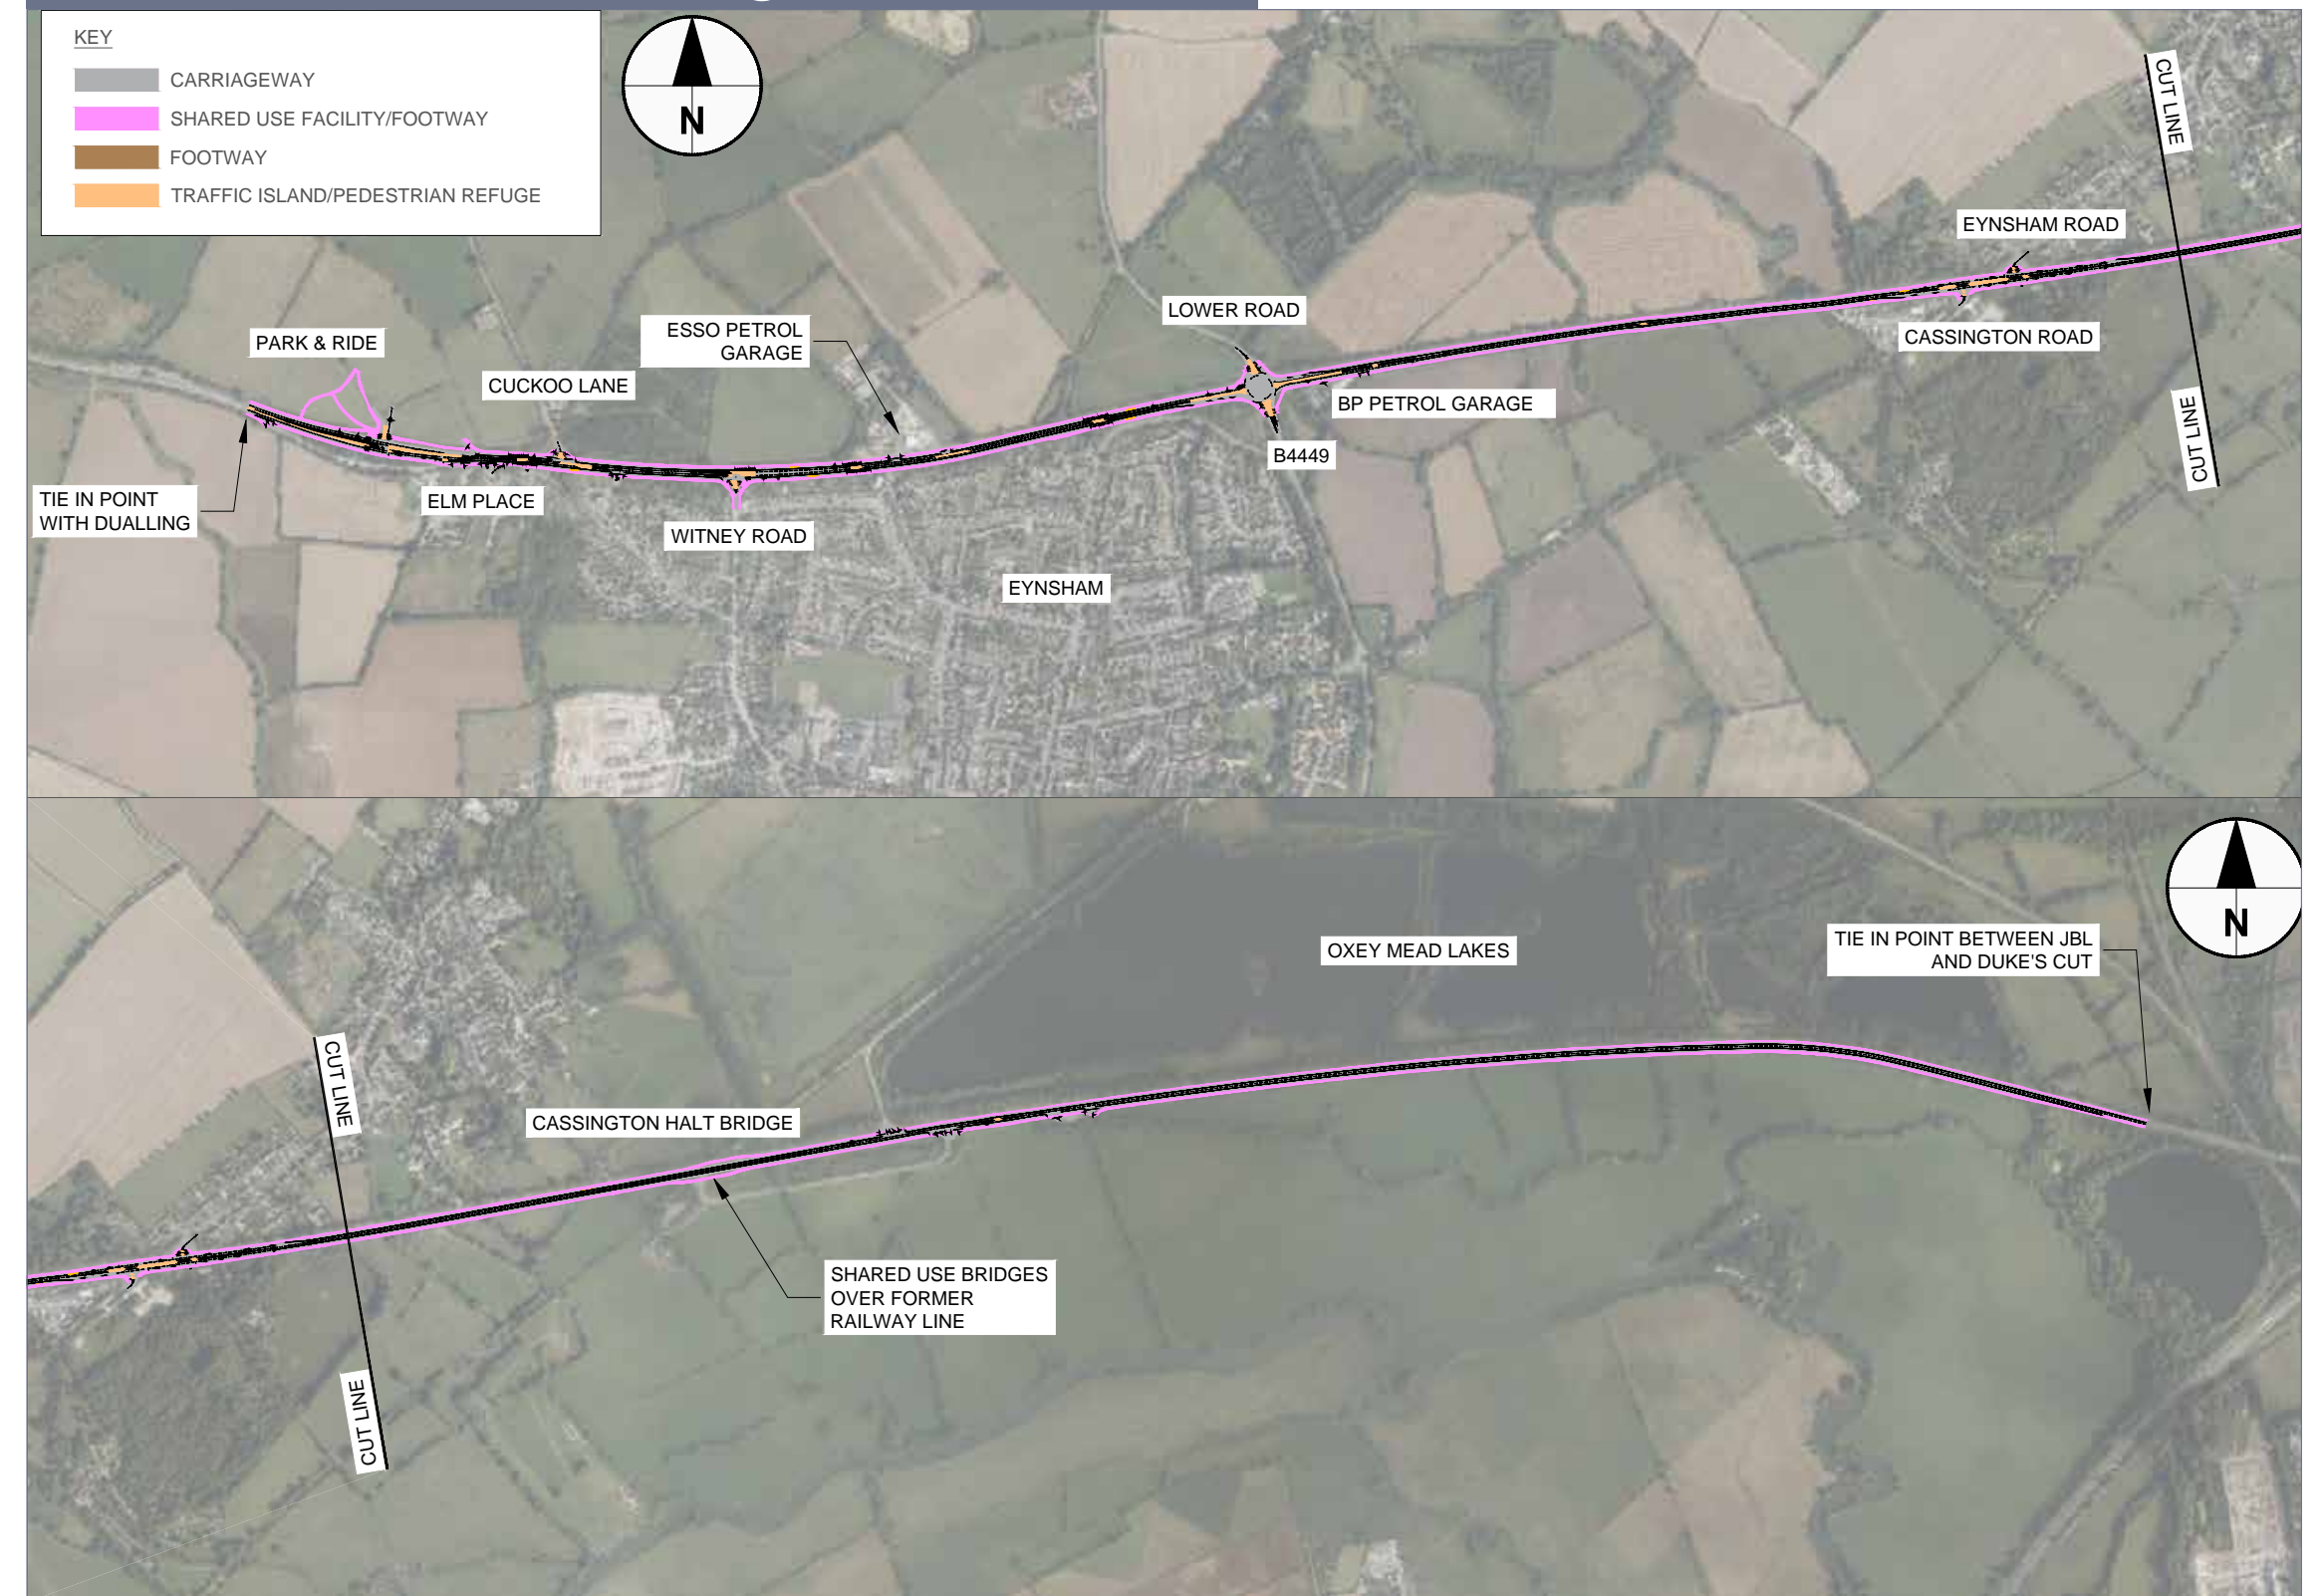 KEY
CARRIAGEWAY
SHARED USE FACILITY/FOOTWAY
FOOTWAY
TRAFFIC ISLAND/PEDESTRIAN REFUGE
N
CUT LINE
EYNSHAM ROAD
LOWER ROAD
ESSO PETROL
GARAGE
PARK & RIDE
CUCKOO LANE
CASSINGTON ROAD
BP PETROL GARAGE
B4449
CUT LINE
TIE IN POINT
WITH DUALLING
ELM PLACE
WITNEY ROAD
EYNSHAM
N
OXEY MEAD LAKES
TIE IN POINT BETWEEN JBL
AND DUKE'S CUT
CUT LINE
CASSINGTON HALT BRIDGE
SHARED USE BRIDGES
OVER FORMER
RAILWAY LINE
CUT LINE